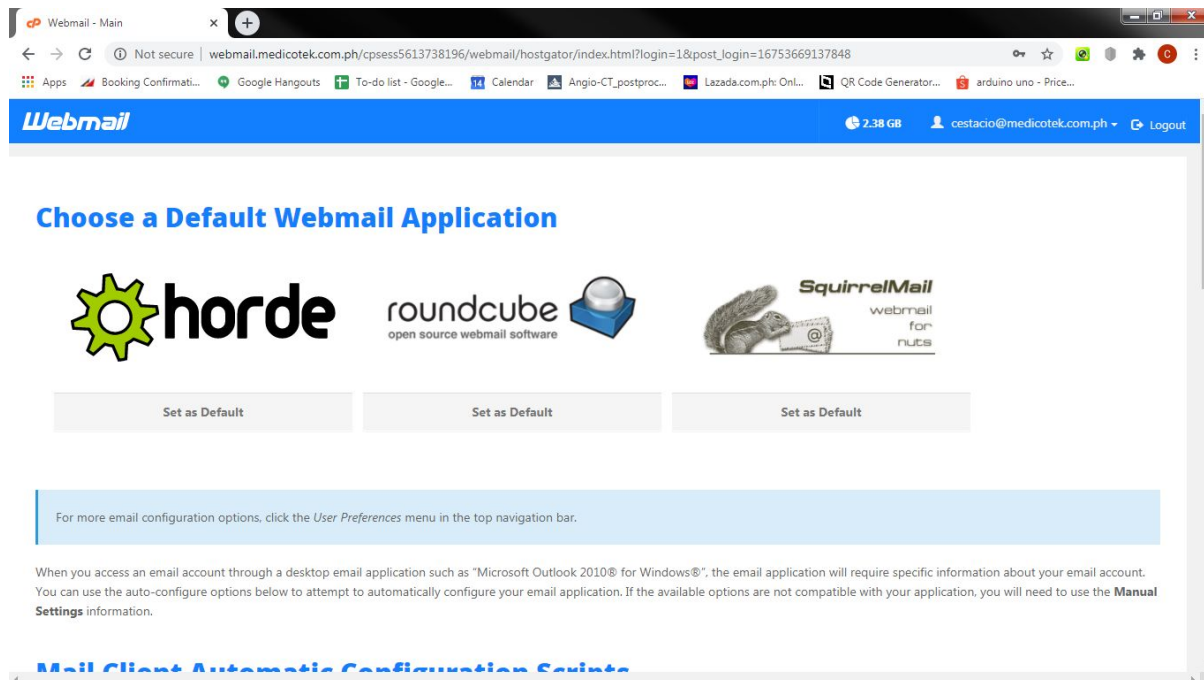 Webmail - Main
Not secure | webmail.medicotek.com.ph/cpsess5613738196/webmail/hostgator/index.html?login=1&post_login=16753669137848
C
Apps Booking Confirmati... Google Hangouts To-do list - Google... 14 Calendar Angio-CT_postproc... Lazada.com.ph: Onl... QR Code Generator... arduino uno - Price...
Webmail 2.38 GB cestacio@medicotek.com.ph Logout
Choose a Default Webmail Application
horde
roundcube
open source webmail software
SquirrelMail
webmail
for
nuts
@
Set as Default Set as Default Set as Default
For more email configuration options, click the User Preferences menu in the top navigation bar.
When you access an email account through a desktop email application such as “Microsoft Outlook 2010® for Windows®”, the email application will require specific information about your email account.
You can use the auto-configure options below to attempt to automatically configure your email application. If the available options are not compatible with your application, you will need to use the Manual
Settings information.
Mail Client Automatic Configuration Scripts